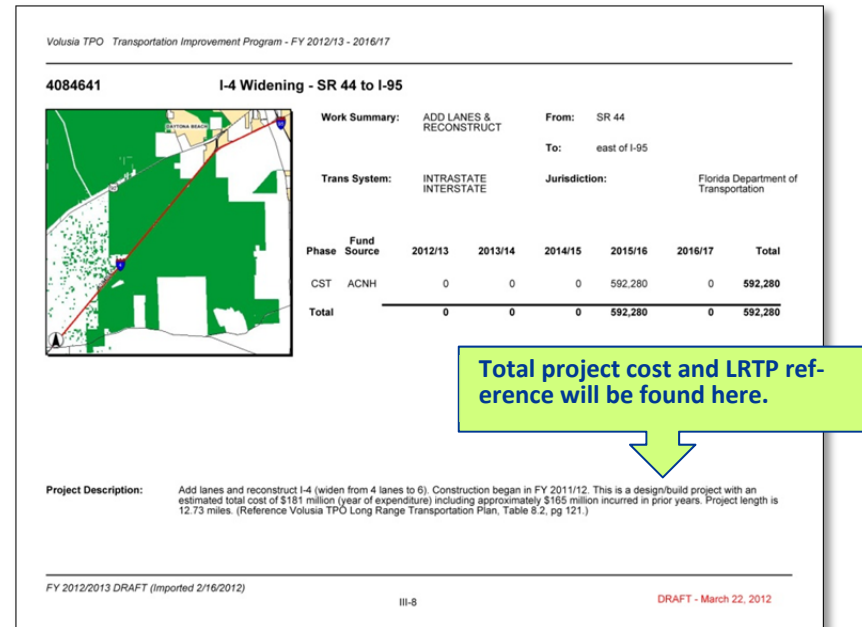 Volusia TPO Transportation Improvement Program - FY 2012/13 - 2016/17
4084641 I-4 Widening - SR 44 to I-95
DAYTONA BEACH
Work Summary: ADD LANES & RECONSTRUCT From: SR 44
To: east of I-95
Trans System: INTRASTATE INTERSTATE Jurisdiction: Florida Department of Transportation
Phase Fund Source 2012/13 2013/14 2014/15 2015/16 2016/17 Total
CST ACNH 0 0 0 592,280 0 592,280
Total 0 0 0 592,280 0 592,280
Total project cost and LRTP ref-
erence will be found here.
Project Description: Add lanes and reconstruct I-4 (widen from 4 lanes to 6). Construction began in FY 2011/12. This is a design/build project with an
estimated total cost of $181 million (year of expenditure) including approximately $165 million incurred in prior years. Project length is
12.73 miles. (Reference Volusia TPO Long Range Transportation Plan, Table 8.2, pg 121.)
FY 2012/2013 DRAFT (Imported 2/16/2012)
III-8
DRAFT - March 22, 2012